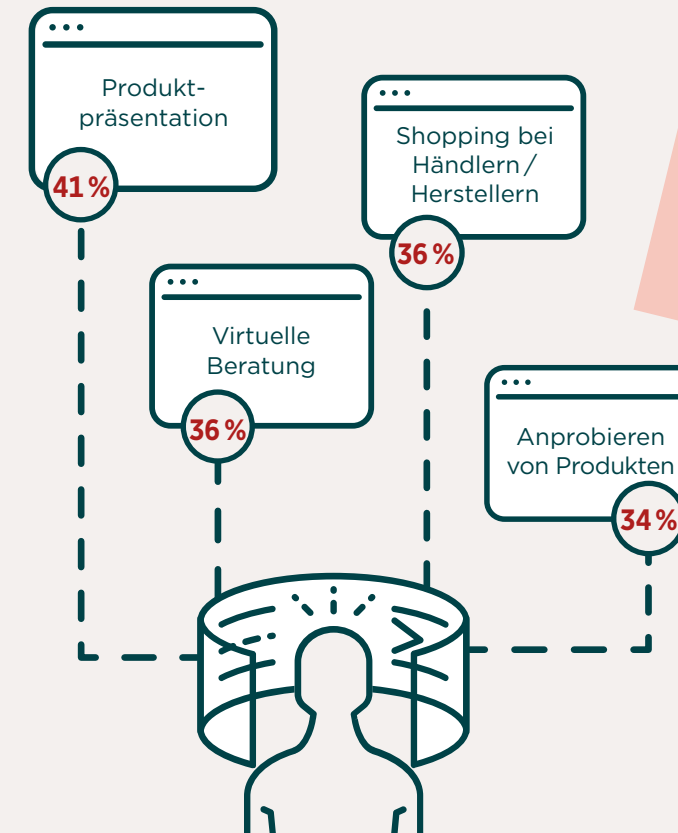 Produkt-
präsentation
41 %
Shopping bei
Händlern /
Herstellern
36 %
Virtuelle
Beratung
36 %
Anprobieren
von Produkten
34 %